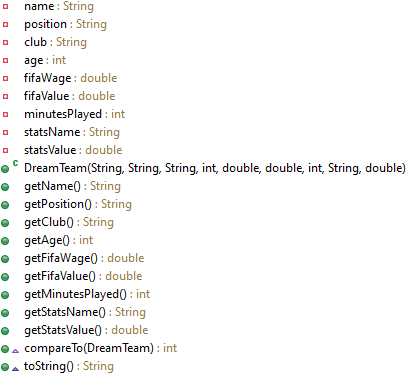 name : String
position : String
club : String
age : int
fifaWage : double
fifaValue : double
minutesPlayed : int
statsName : String
statsValue : double
C DreamTeam(String, String, String, int, double, double, int, String, double)
getName() : String
getPosition() : String
getClub() : String
getAge() : int
getFifaWage() : double
getFifaValue() : double
getMinutesPlayed() : int
getStatsName() : String
getStatsValue() : double
compareTo(DreamTeam) : int
toString() : String